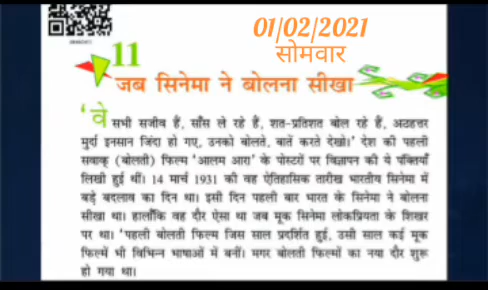 01/02/2021
सोमवार
11
जब सिनेमा ने बोलना सीखा
'वे सभी सजीव हैं, साँस ले रहे हैं, शत-प्रतिशत बोल रहे हैं, अठहत्तर
मुर्दा इनसान जिंदा हो गए, उनको बोलते, बातें करते देखो।' देश की पहली
सवाक् (बोलती) फिल्म 'आलम आरा' के पोस्टरों पर विज्ञापन की ये पंक्तियाँ
लिखी हुई थीं। 14 मार्च 1931 की वह ऐतिहासिक तारीख भारतीय सिनेमा में
बड़े बदलाव का दिन था। इसी दिन पहली बार भारत के सिनेमा ने बोलना
सीखा था। हालाँकि वह दौर ऐसा था जब मूक सिनेमा लोकप्रियता के शिखर
पर था। 'पहली बोलती फिल्म जिस साल प्रदर्शित हुई, उसी साल कई मूक
फिल्में भी विभिन्न भाषाओं में बनीं। मगर बोलती फिल्मों का नया दौर शुरू
हो गया था।